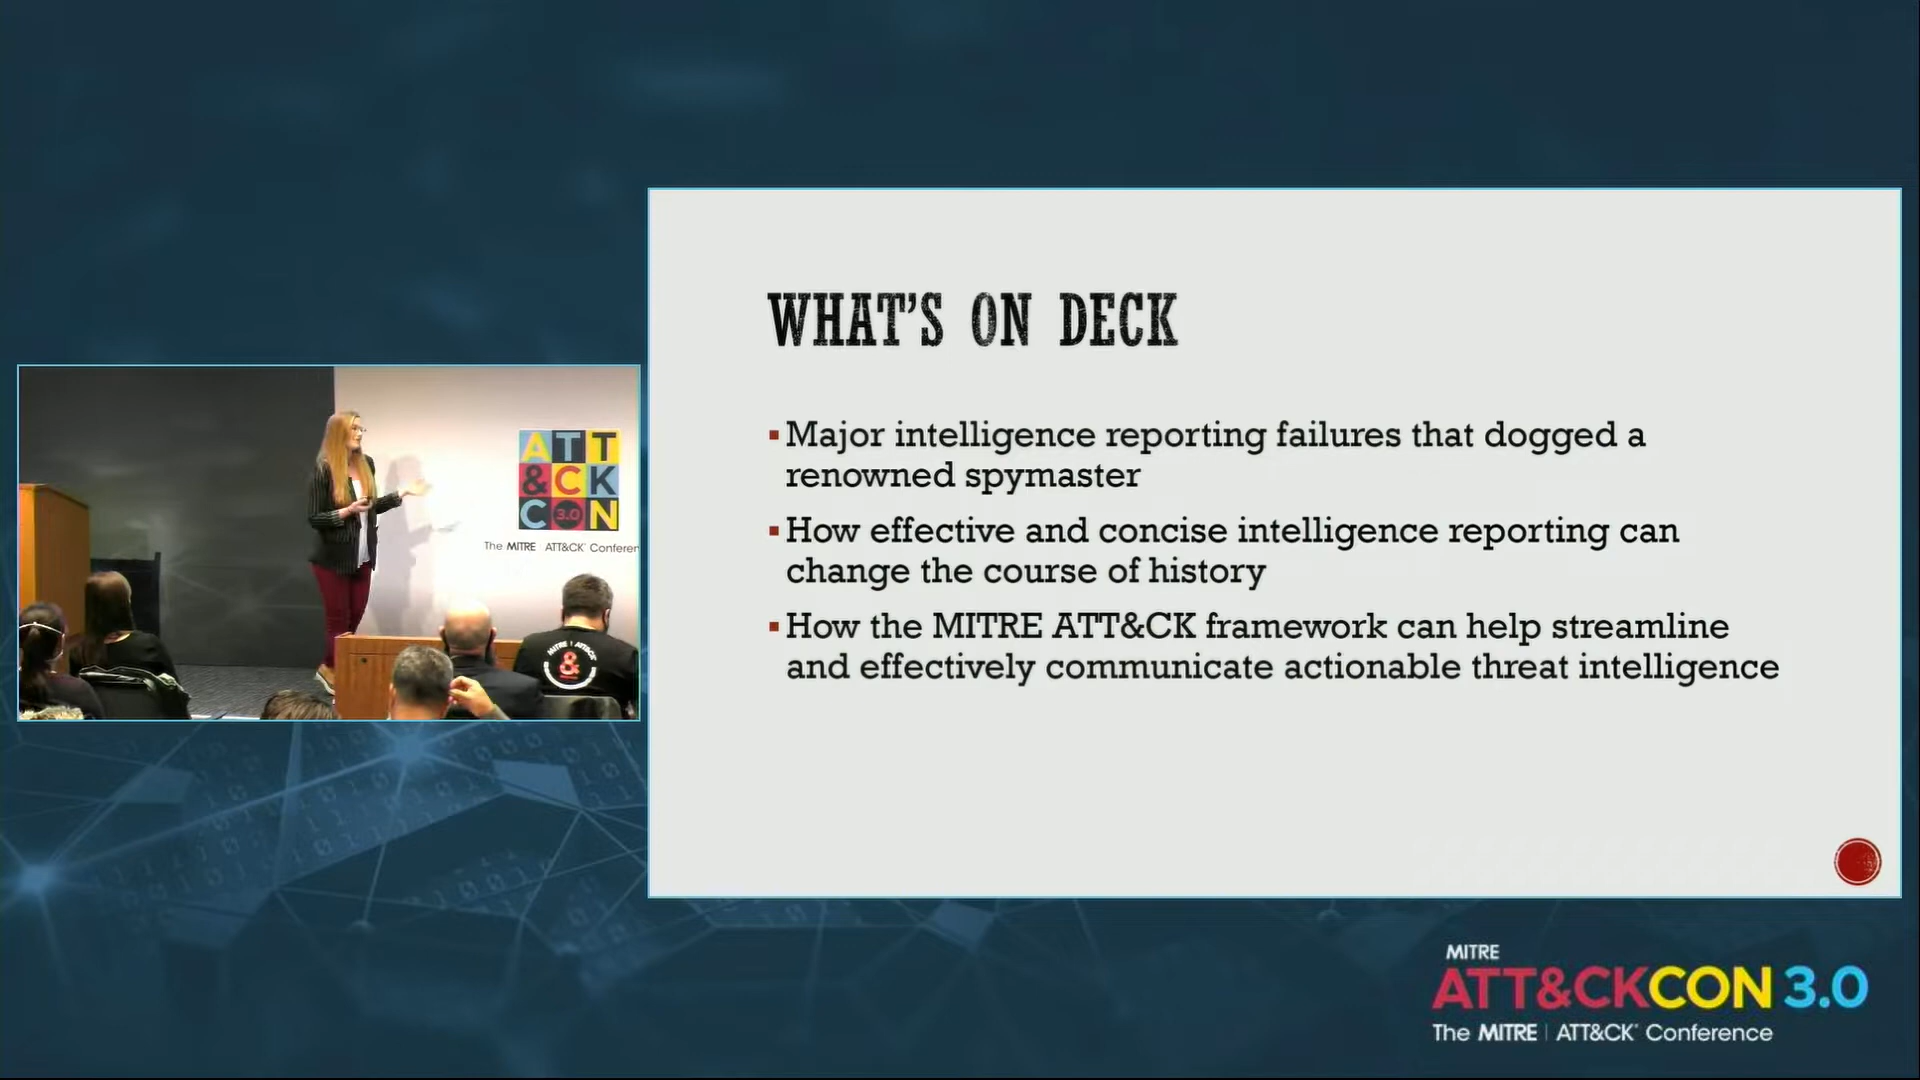 WHAT'S ON DECK
Major intelligence reporting failures that dogged a
renowned spymaster
How effective and concise intelligence reporting can
change the course of history
How the MITRE ATT&CK framework can help streamline
and effectively communicate actionable threat intelligence
ATT
&CK
C N
3.0
The MITRE ATT&CK® Conferen
MITRE | ATT&CK
&
MITRE
ATT&CKCON 3.0
The MITRE | ATT&CK® Conference